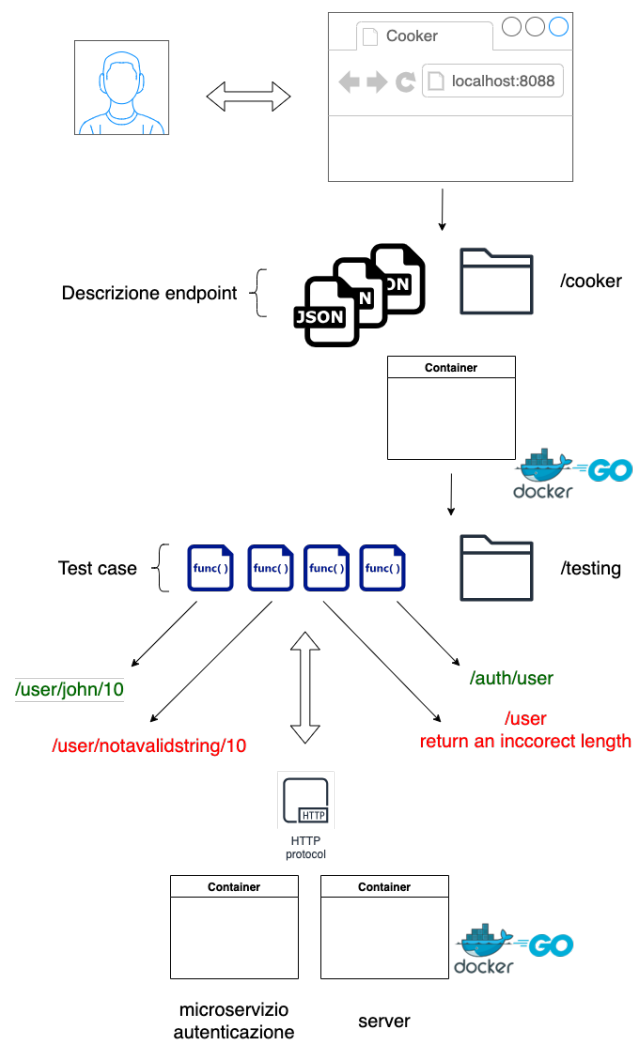 Cooker
localhost:8088
Descrizione endpoint
JSON
ON
ON
/cooker
Container
docker
GO
Test case
func( )
func( )
func( )
func( )
/testing
/user/john/10
/auth/user
/user/notavalidstring/10
/user
return an inccorect length
HTTP
HTTP
protocol
Container
Container
docker
GO
microservizio
autenticazione
server